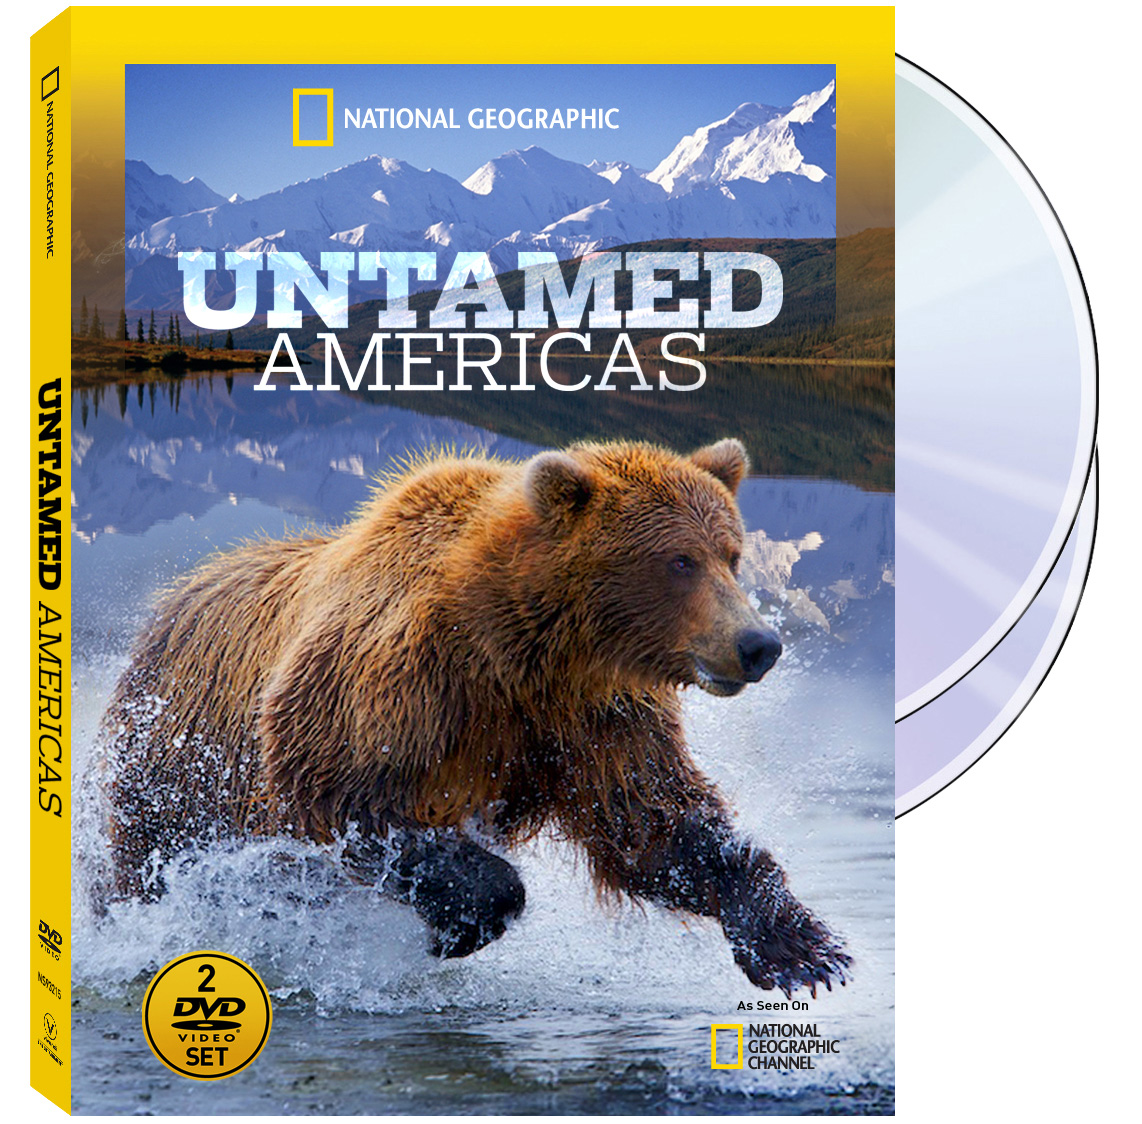 NATIONAL GEOGRAPHIC
UNTAMED
AMERICAS
2
DVD
VIDEO
SET
As Seen On
NATIONAL
GEOGRAPHIC
CHANNEL
NATIONAL GEOGRAPHIC
UNTAMED AMERICAS
DVD
VIDEO